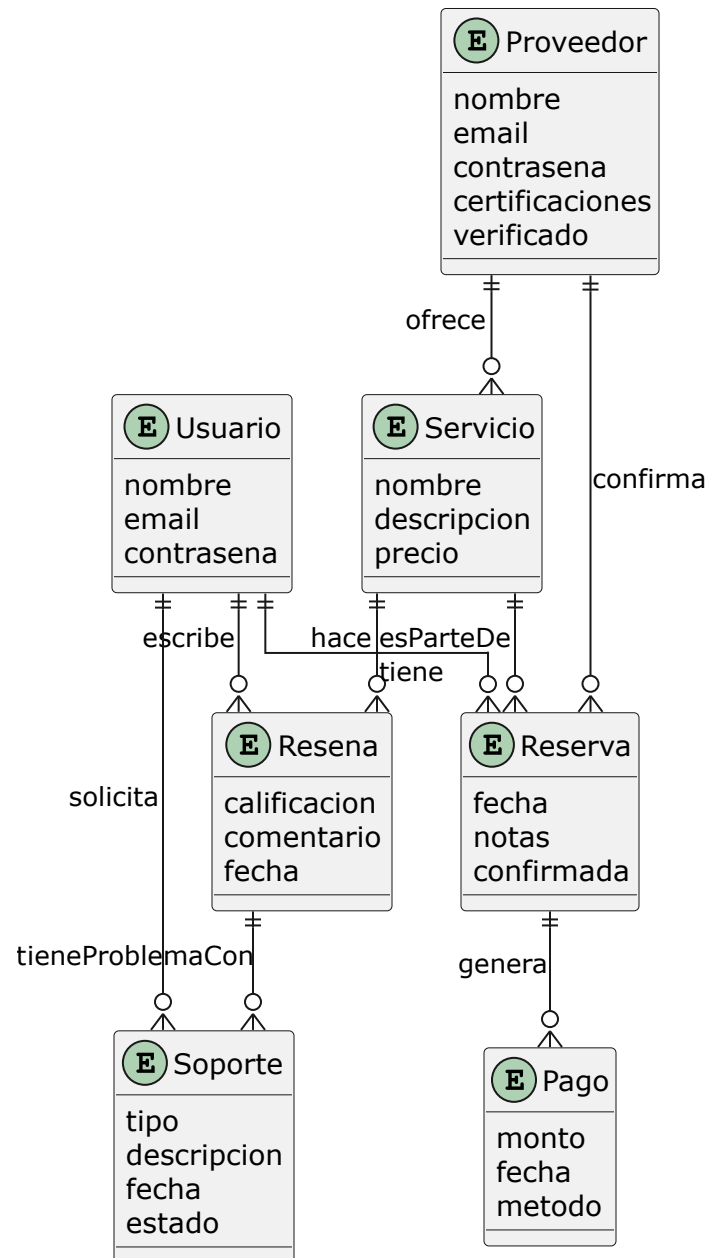 E Proveedor
nombre
email
contrasena
certificaciones
verificado
ofrece
E Usuario
nombre
email
contrasena
E Servicio
nombre
descripcion
precio
confirma
escribe
hace
esParteDe
tiene
E Resena
calificacion
comentario
fecha
E Reserva
fecha
notas
confirmada
solicita
tieneProblemaCon
genera
E Soporte
tipo
descripcion
fecha
estado
E Pago
monto
fecha
metodo